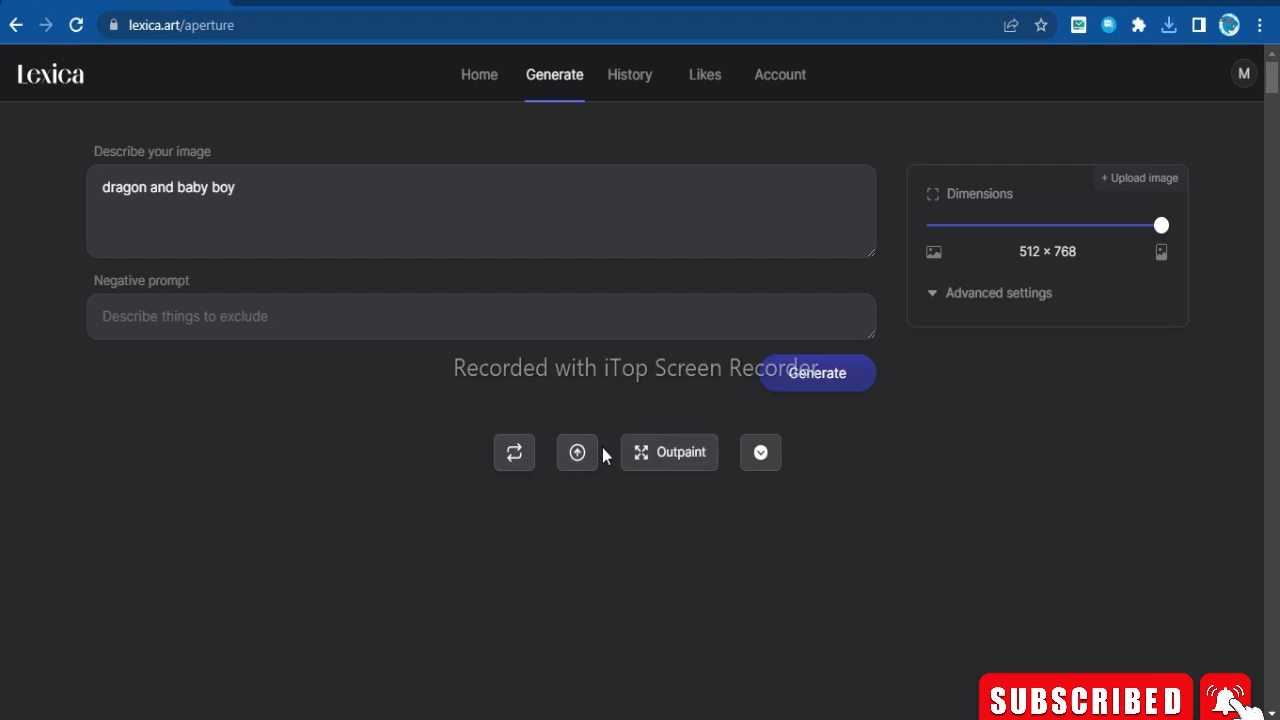 lexica.art/aperture
Lexica
Home Generate History Likes Account
M
Describe your image
dragon and baby boy
+ Upload image
Dimensions
512 × 768
Advanced settings
Negative prompt
Describe things to exclude
Recorded with iTop Screen Recorder
Generate
Outpaint
SUBSCRIBED